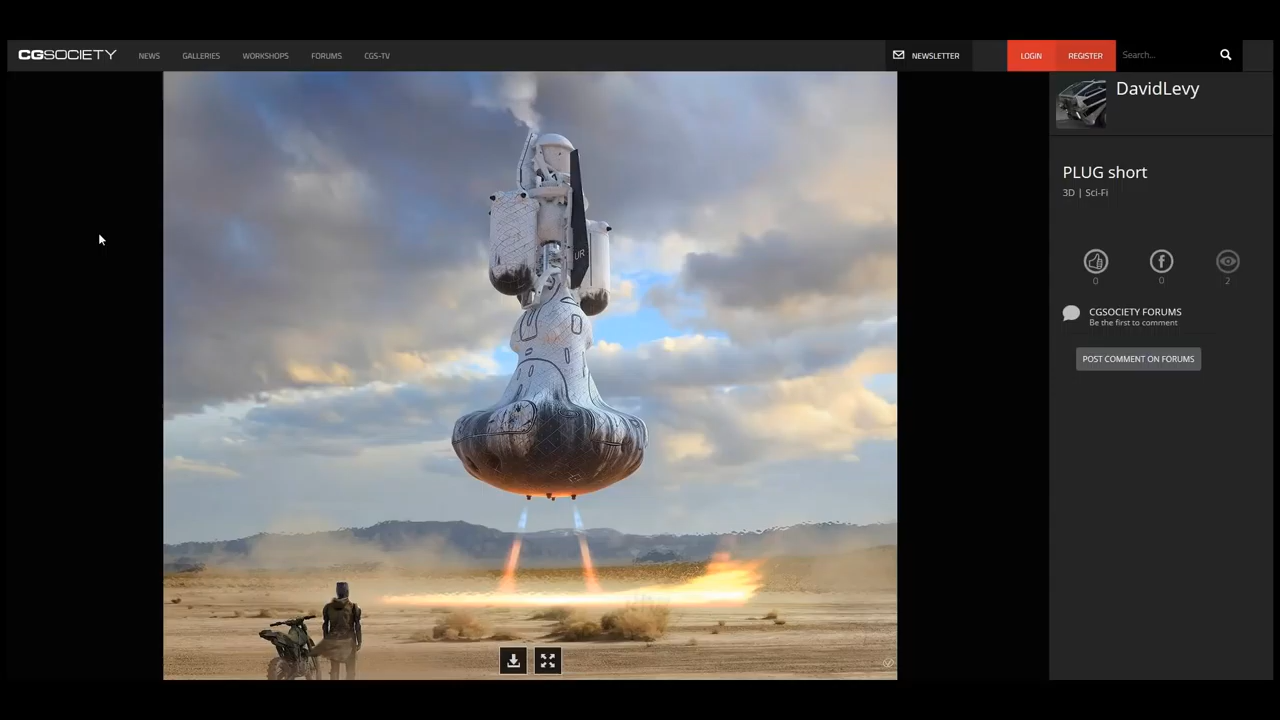 CGSOCIETY NEWS GALLERIES WORKSHOPS FORUMS CGS-TV NEWSLETTER LOGIN REGISTER Search...
DavidLevy
PLUG short
3D | Sci-Fi
0 0 2
CGSOCIETY FORUMS
Be the first to comment
POST COMMENT ON FORUMS
UR